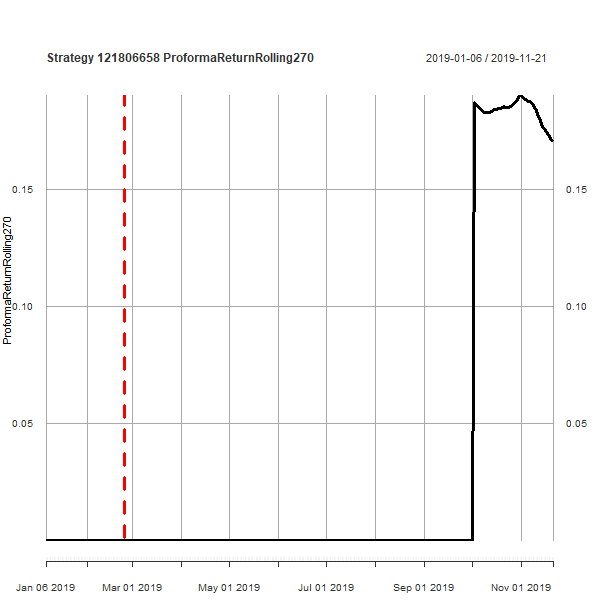 Strategy 121806658 ProformaReturnRolling270
2019-01-06 / 2019-11-21
ProformaReturnRolling270
0.15
0.15
0.10
0.10
0.05
0.05
Jan 06 2019
Mar 01 2019
May 01 2019
Jul 01 2019
Sep 01 2019
Nov 01 2019